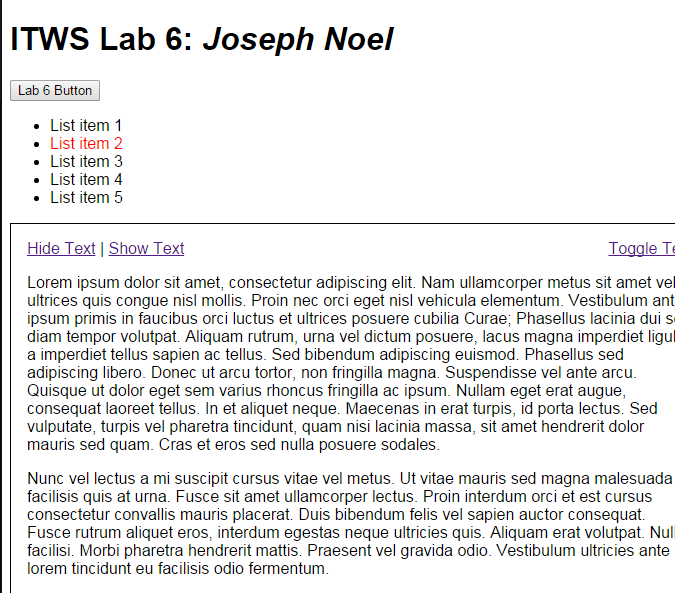 ITWS Lab 6: Joseph Noel
Lab 6 Button
List item 1
List item 2
List item 3
List item 4
List item 5
Hide Text | Show Text
Toggle Te
Lorem ipsum dolor sit amet, consectetur adipiscing elit. Nam ullamcorper metus sit amet vel
ultrices quis congue nisl mollis. Proin nec orci eget nisl vehicula elementum. Vestibulum ant
ipsum primis in faucibus orci luctus et ultrices posuere cubilia Curae; Phasellus lacinia dui s
diam tempor volutpat. Aliquam rutrum, urna vel dictum posuere, lacus magna imperdiet ligul
a imperdiet tellus sapien ac tellus. Sed bibendum adipiscing euismod. Phasellus sed
adipiscing libero. Donec ut arcu tortor, non fringilla magna. Suspendisse vel ante arcu.
Quisque ut dolor eget sem varius rhoncus fringilla ac ipsum. Nullam eget erat augue,
consequat laoreet tellus. In et aliquet neque. Maecenas in erat turpis, id porta lectus. Sed
vulputate, turpis vel pharetra tincidunt, quam nisi lacinia massa, sit amet hendrerit dolor
mauris sed quam. Cras et eros sed nulla posuere sodales.
Nunc vel lectus a mi suscipit cursus vitae vel metus. Ut vitae mauris sed magna malesuada
facilisis quis at urna. Fusce sit amet ullamcorper lectus. Proin interdum orci et est cursus
consectetur convallis mauris placerat. Duis bibendum felis vel sapien auctor consequat.
Fusce rutrum aliquet eros, interdum egestas neque ultricies quis. Aliquam erat volutpat. Null
facilisi. Morbi pharetra hendrerit mattis. Praesent vel gravida odio. Vestibulum ultricies ante
lorem tincidunt eu facilisis odio fermentum.